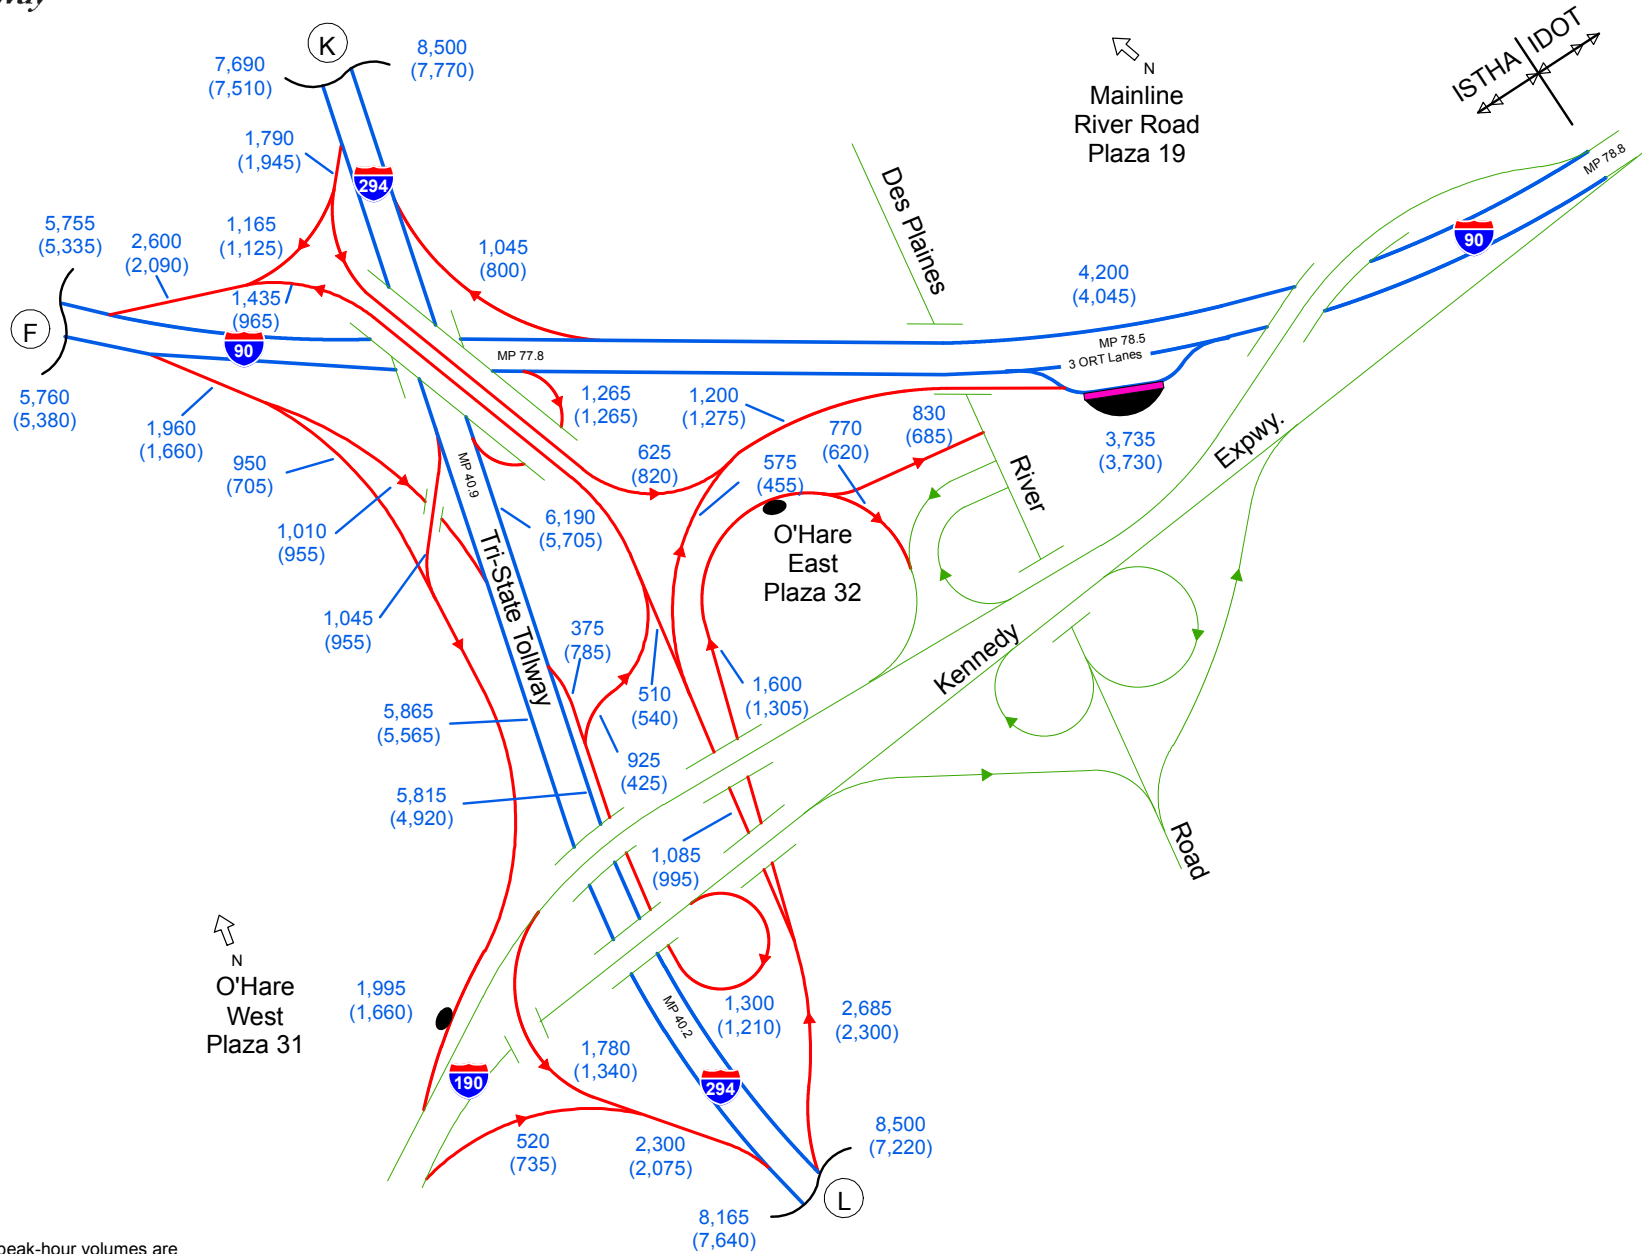 K
7,690
(7,510)
8,500
(7,770)
N
Mainline
River Road
Plaza 19
ISTHA IDOT
MP 78.8
1,790
(1,945)
294
Des Plaines
5,755
(5,335)
2,600
(2,090)
1,165
(1,125)
1,045
(800)
90
4,200
(4,045)
1,435
(965)
F
90
MP 77.8
MP 78.5
3 ORT Lanes
5,760
(5,380)
1,960
(1,660)
1,265
(1,265)
1,200
(1,275)
830
(685)
770
(620)
3,735
(3,730)
Expwy.
950
(705)
MP 40.9
625
(820)
575
(455)
River
1,010
(955)
6,190
(5,705)
O'Hare
East
Plaza 32
Tri-State Tollway
1,045
(955)
375
(785)
Kennedy
510
(540)
1,600
(1,305)
5,865
(5,565)
925
(425)
5,815
(4,920)
1,085
(995)
Road
N
O'Hare
West
Plaza 31
1,995
(1,660)
MP 40.2
1,300
(1,210)
2,685
(2,300)
1,780
(1,340)
190
294
520
(735)
2,300
(2,075)
8,500
(7,220)
L
8,165
(7,640)
peak-hour volumes are